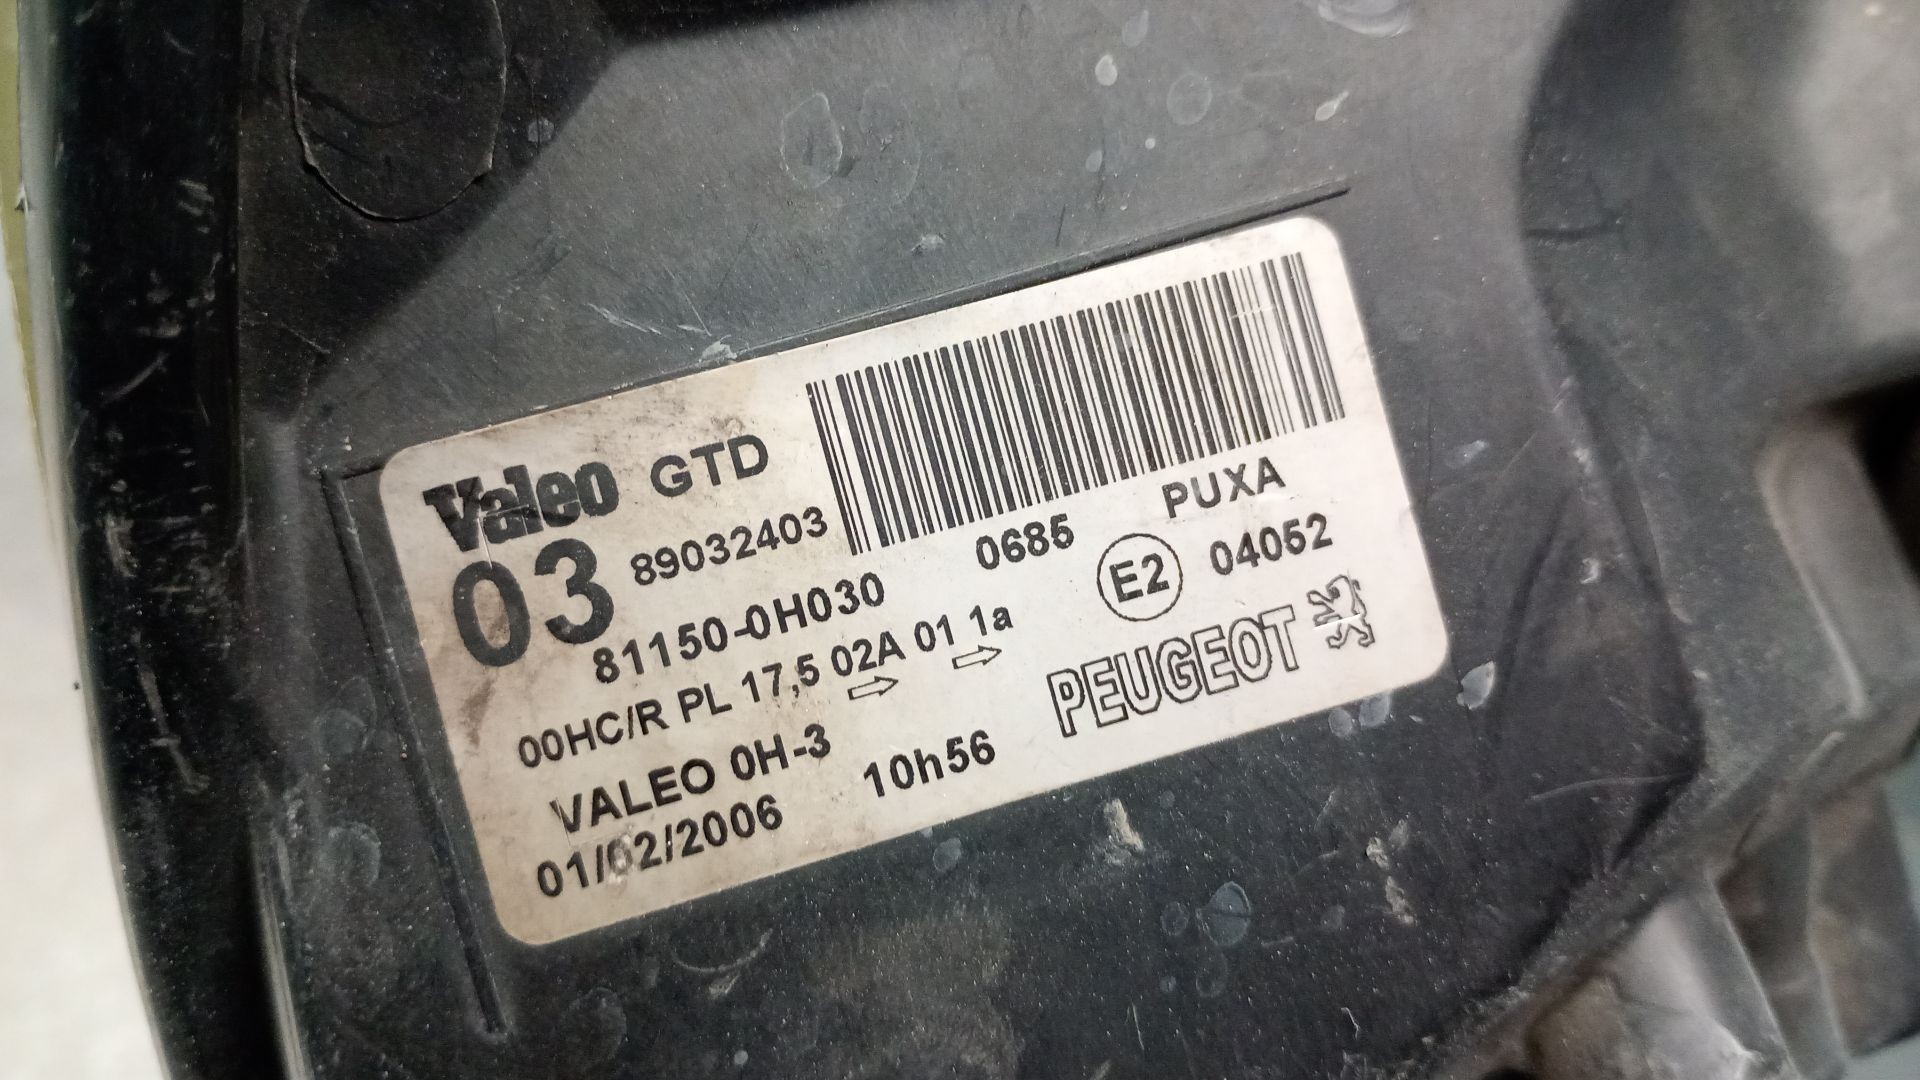 Valeo GTD
03 89032403
81150-0H030 0685 PUXA
E2 04052
00HC/R PL 17,5 02A 01 1a
PEUGEOT
VALEO 0H-3
01/02/2006 10h56